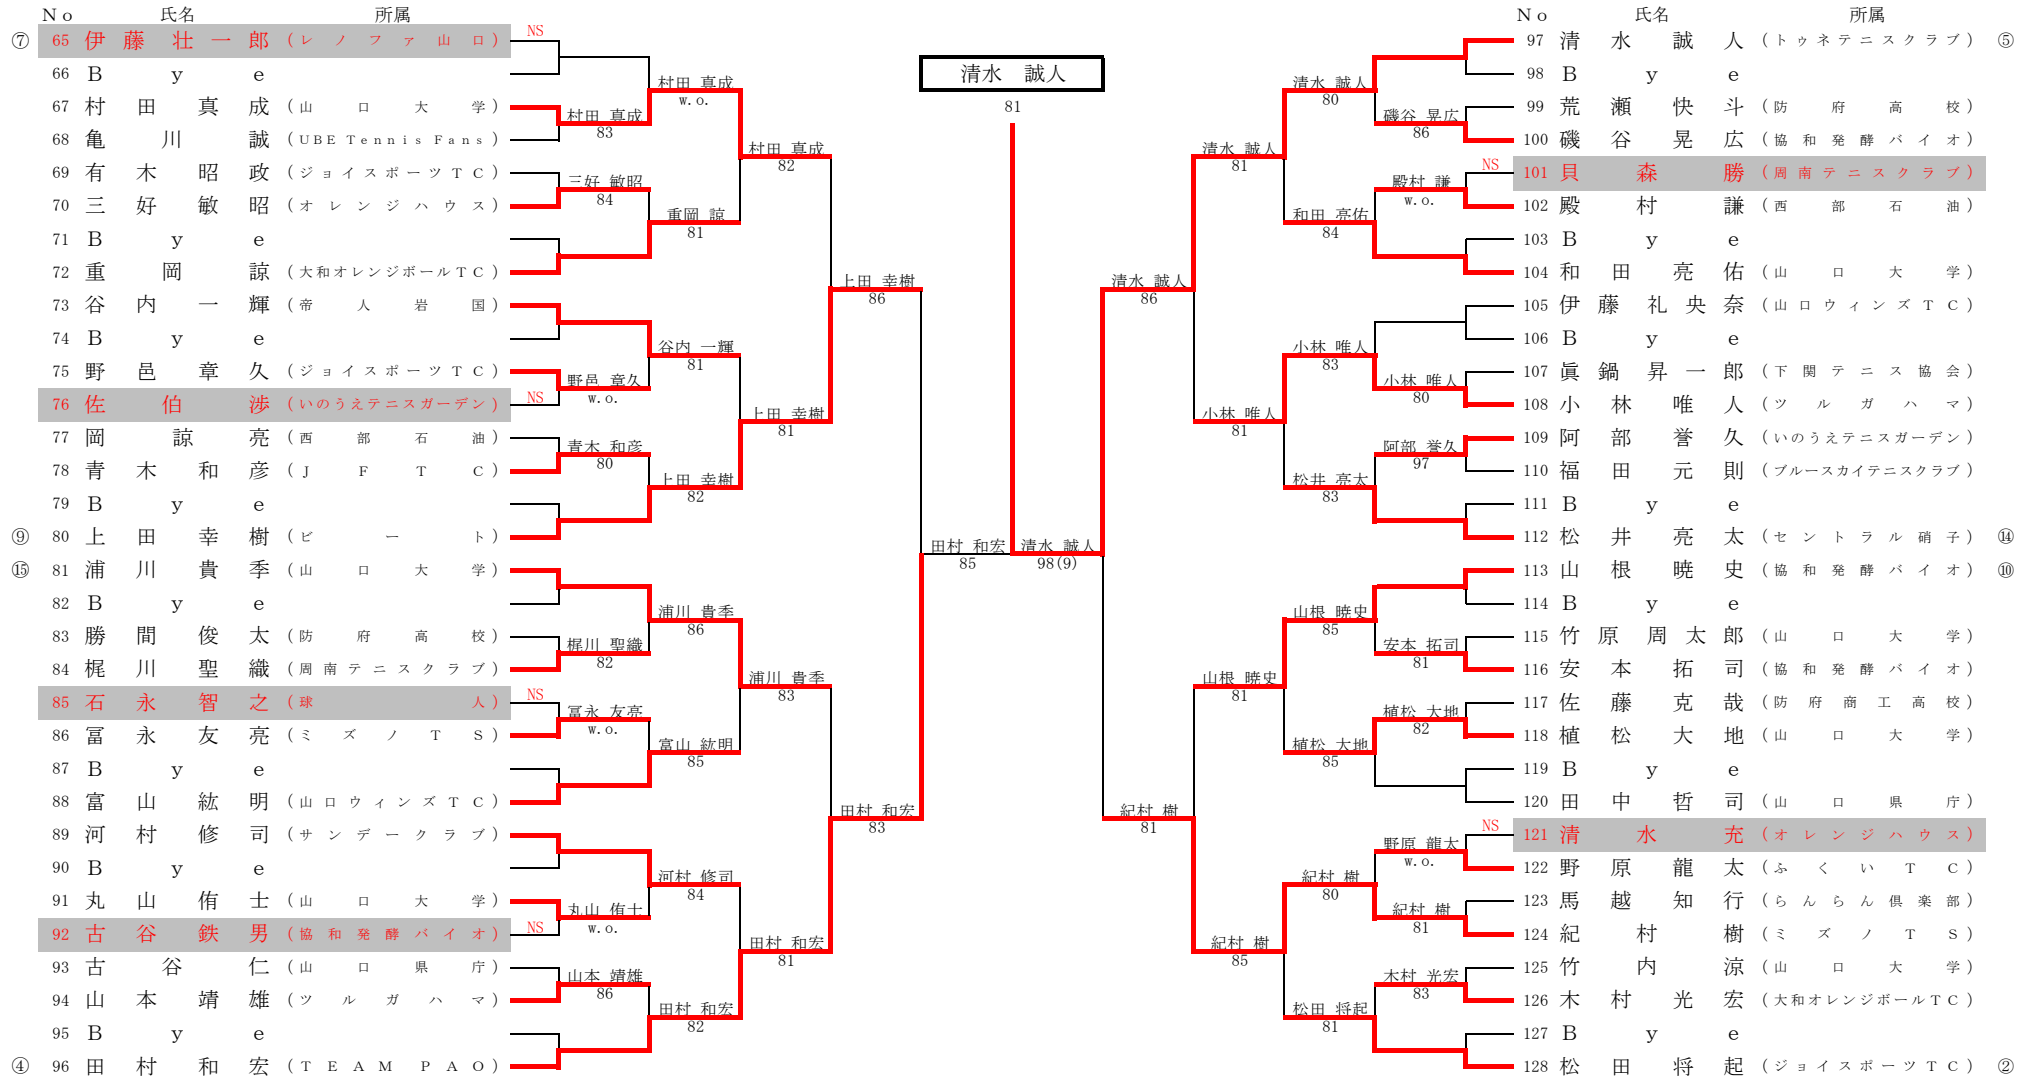 No 氏名 所属
⑦ 65 伊藤壮一郎 (レノファ山口) NS
66 Bye
67 村田真成 (山口大学)
68 亀川誠 (UBE Tennis Fans)
69 有木昭政 (ジョイスポーツTC)
70 三好敏昭 (オレンジハウス)
71 Bye
72 重岡諒 (大和オレンジボールTC)
73 谷内一輝 (帝人岩国)
74 Bye
75 野邑章久 (ジョイスポーツTC)
76 佐伯渉 (いのうえテニスガーデン) NS
77 岡諒亮 (西部石油)
78 青木和彦 (JFTC)
79 Bye
⑨ 80 上田幸樹 (ビート)
⑮ 81 浦川貴季 (山口大学)
82 Bye
83 勝間俊太 (防府高校)
84 梶川聖織 (周南テニスクラブ)
85 石永智之 (球人) NS
86 冨永友亮 (ミズノTS)
87 Bye
88 富山紘明 (山口ウィンズTC)
89 河村修司 (サンデークラブ)
90 Bye
91 丸山侑士 (山口大学)
92 古谷鉄男 (協和発酵バイオ) NS
93 古谷仁 (山口県庁)
94 山本靖雄 (ツルガハマ)
95 Bye
④ 96 田村和宏 (TEAM PAO)
村田 真成
83
三好 敏昭
84
野邑 章久
w.o.
青木 和彦
80
梶川 聖織
82
冨永 友亮
w.o.
丸山 侑士
w.o.
山本 靖雄
86
村田 真成
w.o.
重岡 諒
81
谷内 一輝
81
上田 幸樹
82
浦川 貴季
86
富山 紘明
85
河村 修司
84
田村 和宏
82
村田 真成
82
上田 幸樹
81
浦川 貴季
83
田村 和宏
81
上田 幸樹
86
田村 和宏
83
田村 和宏
85
清水 誠人
81
清水 誠人
98(9)
清水 誠人
86
紀村 樹
81
清水 誠人
81
小林 唯人
81
山根 暁史
81
紀村 樹
85
清水 誠人
80
和田 亮佑
84
小林 唯人
83
松井 亮太
83
山根 暁史
85
植松 大地
85
紀村 樹
80
松田 将起
81
磯谷 晃広
86
殿村 謙
w.o.
小林 唯人
80
阿部 誉久
97
安本 拓司
81
植松 大地
82
野原 龍太
w.o.
紀村 樹
81
木村 光宏
83
No 氏名 所属
97 清水誠人 (トゥネテニスクラブ) ⑤
98 Bye
99 荒瀬快斗 (防府高校)
100 磯谷晃広 (協和発酵バイオ)
NS 101 貝森勝 (周南テニスクラブ)
102 殿村謙 (西部石油)
103 Bye
104 和田亮佑 (山口大学)
105 伊藤礼央奈 (山口ウィンズTC)
106 Bye
107 眞鍋昇一郎 (下関テニス協会)
108 小林唯人 (ツルガハマ)
109 阿部誉久 (いのうえテニスガーデン)
110 福田元則 (ブルースカイテニスクラブ)
111 Bye
112 松井亮太 (セントラル硝子) ⑭
113 山根暁史 (協和発酵バイオ) ⑩
114 Bye
115 竹原周太郎 (山口大学)
116 安本拓司 (協和発酵バイオ)
117 佐藤克哉 (防府商工高校)
118 植松大地 (山口大学)
119 Bye
120 田中哲司 (山口県庁)
NS 121 清水充 (オレンジハウス)
122 野原龍太 (ふくいTC)
123 馬越知行 (らんらん倶楽部)
124 紀村樹 (ミズノTS)
125 竹内涼 (山口大学)
126 木村光宏 (大和オレンジボールTC)
127 Bye
128 松田将起 (ジョイスポーツTC) ②